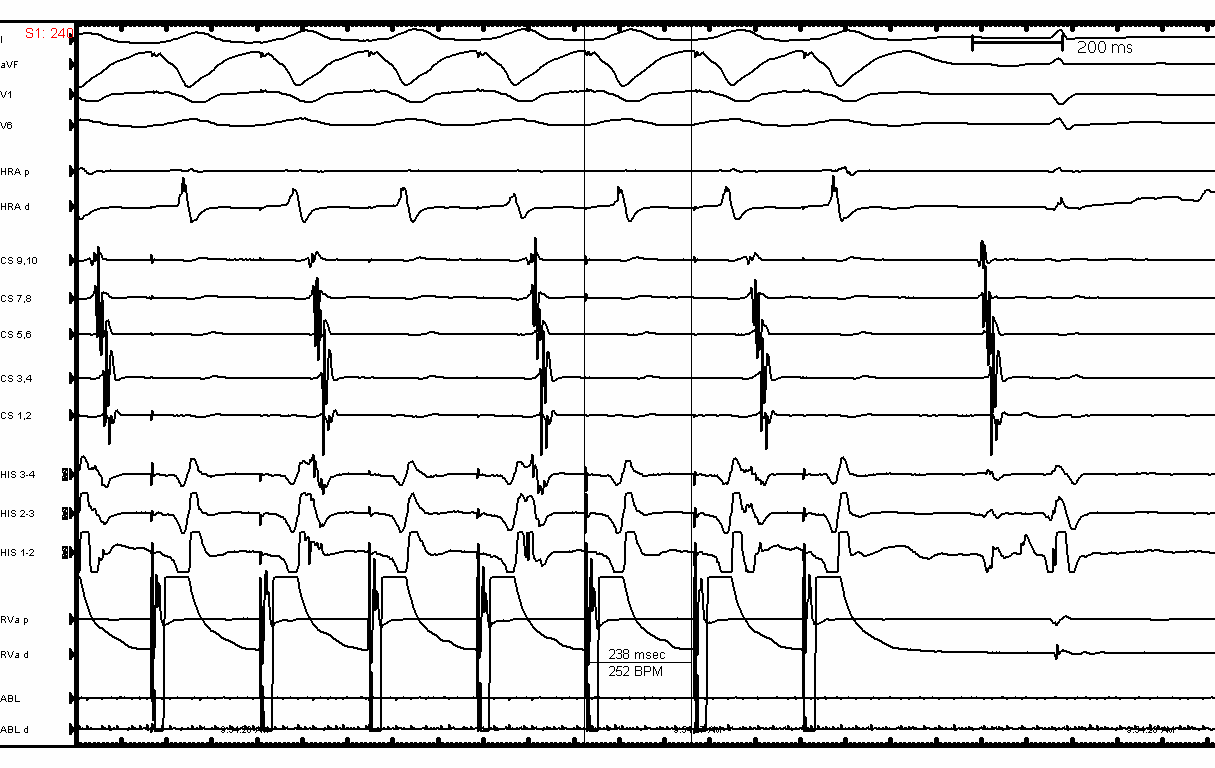 S1: 240
I
200 ms
aVF
V1
V6
HRA p
HRA d
CS 9,10
CS 7,8
CS 5,6
CS 3,4
CS 1,2
HIS 3-4
HIS 2-3
HIS 1-2
RVa p
RVa d
238 msec
252 BPM
ABL
ABL d